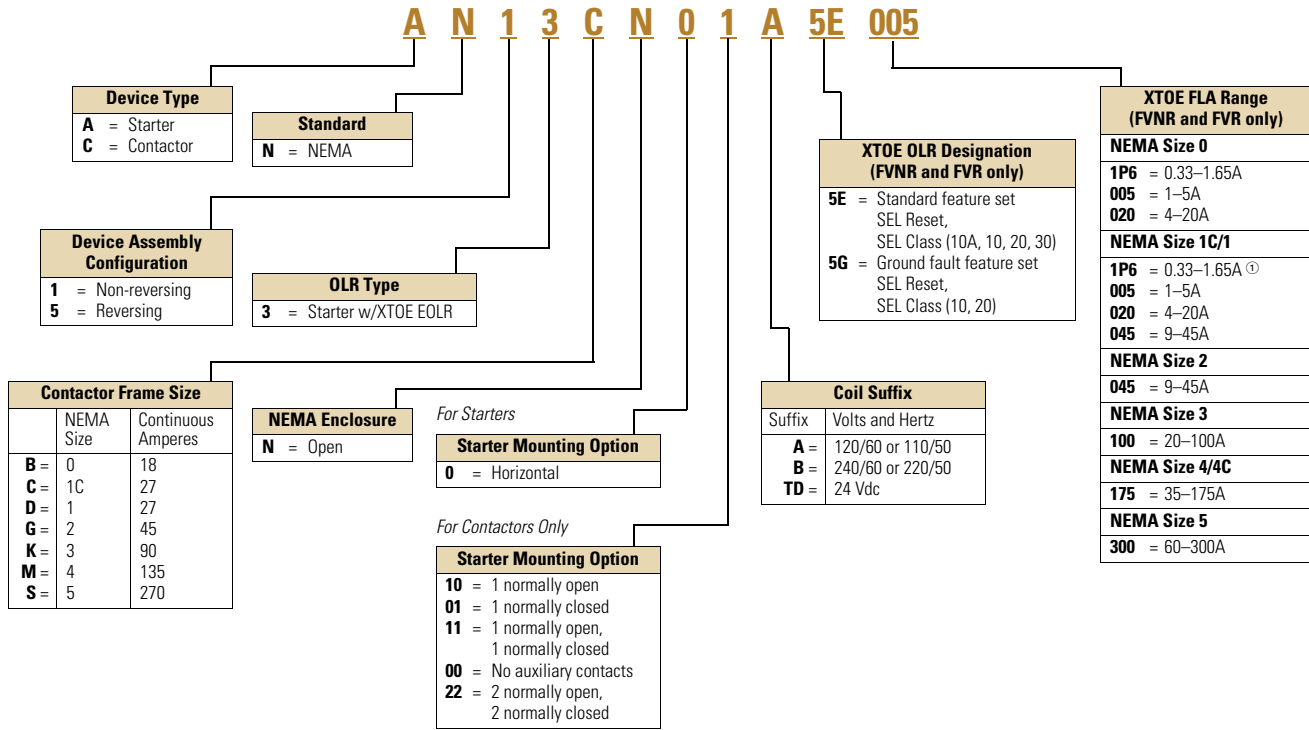 A N 1 3 C N 0 1 A 5E 005
Device Type
A = Starter
C = Contactor
Standard
N = NEMA
Device Assembly
Configuration
1 = Non-reversing
5 = Reversing
OLR Type
3 = Starter w/XTOE EOLR
Contactor Frame Size
NEMA Size Continuous Amperes
B = 0 18
C = 1C 27
D = 1 27
G = 2 45
K = 3 90
M = 4 135
S = 5 270
NEMA Enclosure
N = Open
For Starters
Starter Mounting Option
0 = Horizontal
For Contactors Only
Starter Mounting Option
10 = 1 normally open
01 = 1 normally closed
11 = 1 normally open,
1 normally closed
00 = No auxiliary contacts
22 = 2 normally open,
2 normally closed
Coil Suffix
Suffix Volts and Hertz
A = 120/60 or 110/50
B = 240/60 or 220/50
TD = 24 Vdc
XTOE OLR Designation
(FVNR and FVR only)
5E = Standard feature set
SEL Reset,
SEL Class (10A, 10, 20, 30)
5G = Ground fault feature set
SEL Reset,
SEL Class (10, 20)
XTOE FLA Range
(FVNR and FVR only)
NEMA Size 0
1P6 = 0.33–1.65A
005 = 1–5A
020 = 4–20A
NEMA Size 1C/1
1P6 = 0.33–1.65A ①
005 = 1–5A
020 = 4–20A
045 = 9–45A
NEMA Size 2
045 = 9–45A
NEMA Size 3
100 = 20–100A
NEMA Size 4/4C
175 = 35–175A
NEMA Size 5
300 = 60–300A